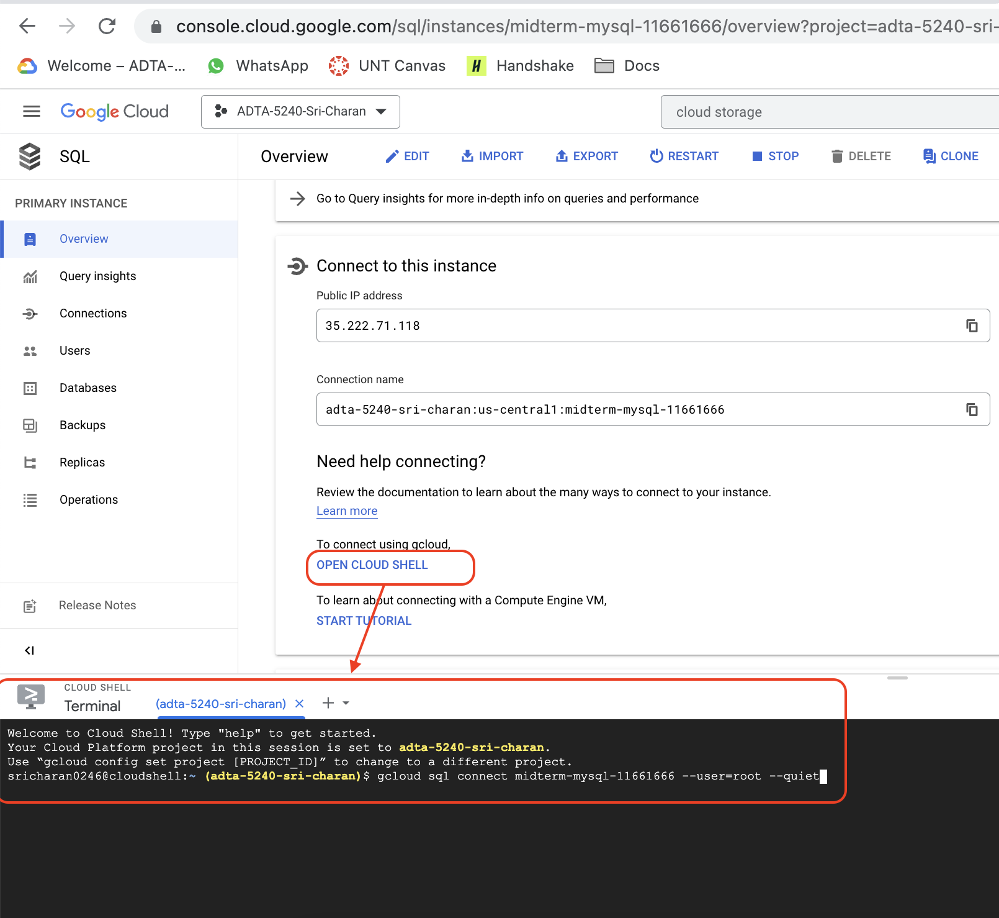 console.cloud.google.com/sql/instances/midterm-mysql-11661666/overview?project=adta-5240-sri-
Welcome – ADTA-... WhatsApp UNT Canvas Handshake Docs
Google Cloud ADTA-5240-Sri-Charan cloud storage
SQL Overview EDIT IMPORT EXPORT RESTART STOP DELETE CLONE
Go to Query insights for more in-depth info on queries and performance
PRIMARY INSTANCE
Overview
Query insights
Connections
Users
Databases
Backups
Replicas
Operations
Release Notes
Connect to this instance
Public IP address
35.222.71.118
Connection name
adta-5240-sri-charan:us-central1:midterm-mysql-11661666
Need help connecting?
Review the documentation to learn about the many ways to connect to your instance.
Learn more
To connect using gcloud,
OPEN CLOUD SHELL
To learn about connecting with a Compute Engine VM,
START TUTORIAL
CLOUD SHELL
Terminal (adta-5240-sri-charan)
Welcome to Cloud Shell! Type "help" to get started.
Your Cloud Platform project in this session is set to adta-5240-sri-charan.
Use “gcloud config set project [PROJECT_ID]” to change to a different project.
sricharan0246@cloudshell:~ (adta-5240-sri-charan)$ gcloud sql connect midterm-mysql-11661666 --user=root --quiet